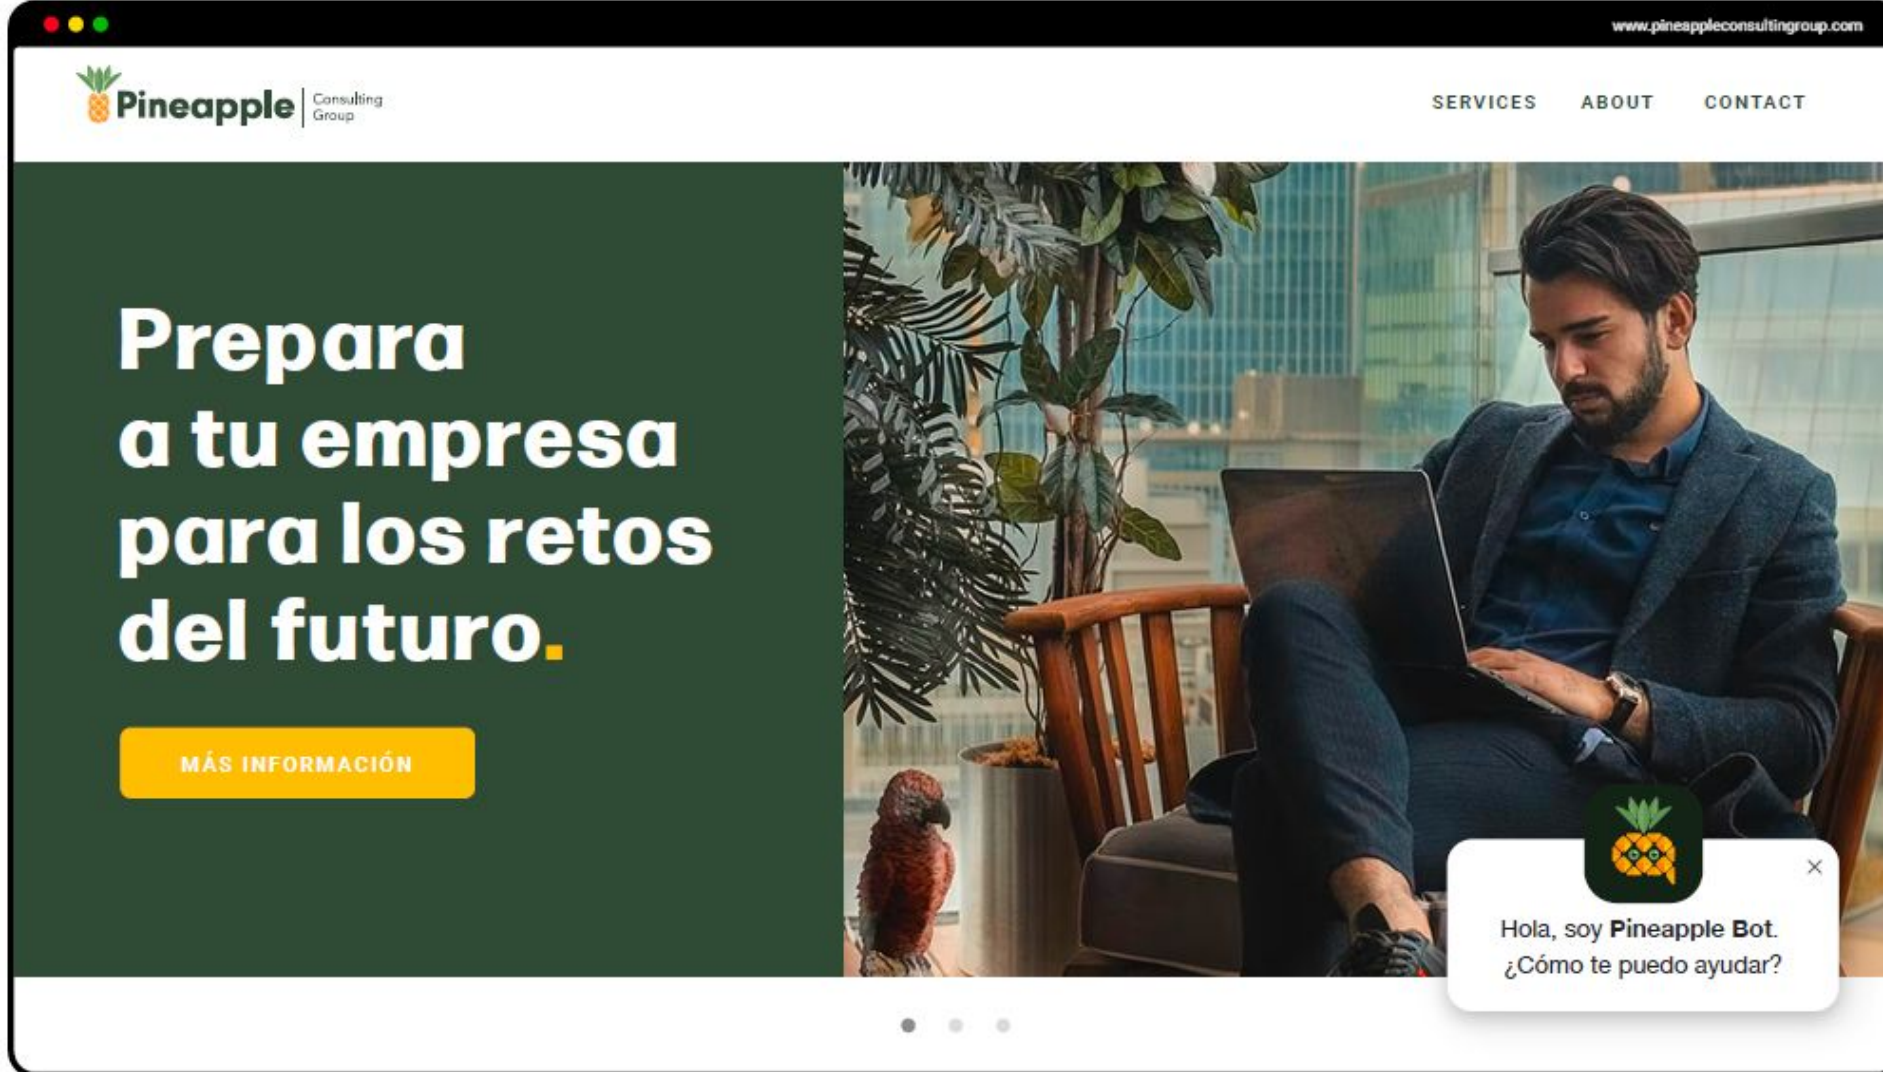 www.pineappleconsultingroup.com
Pineapple
Consulting
Group
SERVICES ABOUT CONTACT
Prepara
a tu empresa
para los retos
del futuro.
MÁS INFORMACIÓN
Hola, soy Pineapple Bot.
¿Cómo te puedo ayudar?